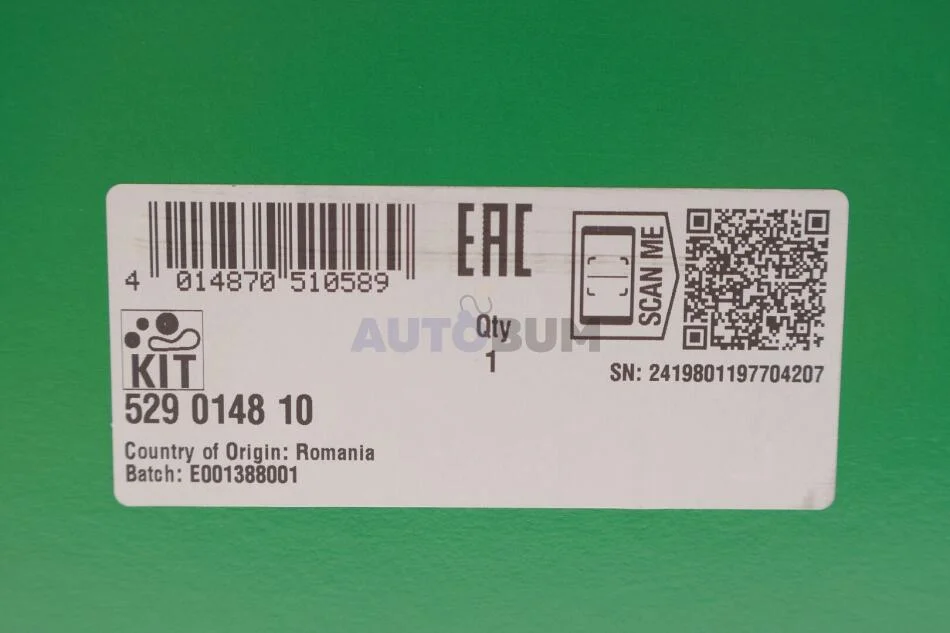 4 014870 510589
EAC
SCAN ME
AUTOBUM
Qty
1
KIT
SN: 2419801197704207
529 0148 10
Country of Origin: Romania
Batch: E001388001